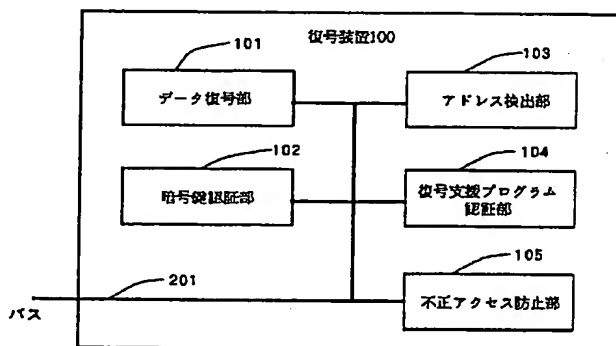 復号装置100
101
データ復号部
103
アドレス検出部
102
暗号鍵認証部
104
復号支援プログラム
認証部
105
不正アクセス防止部
201
バス